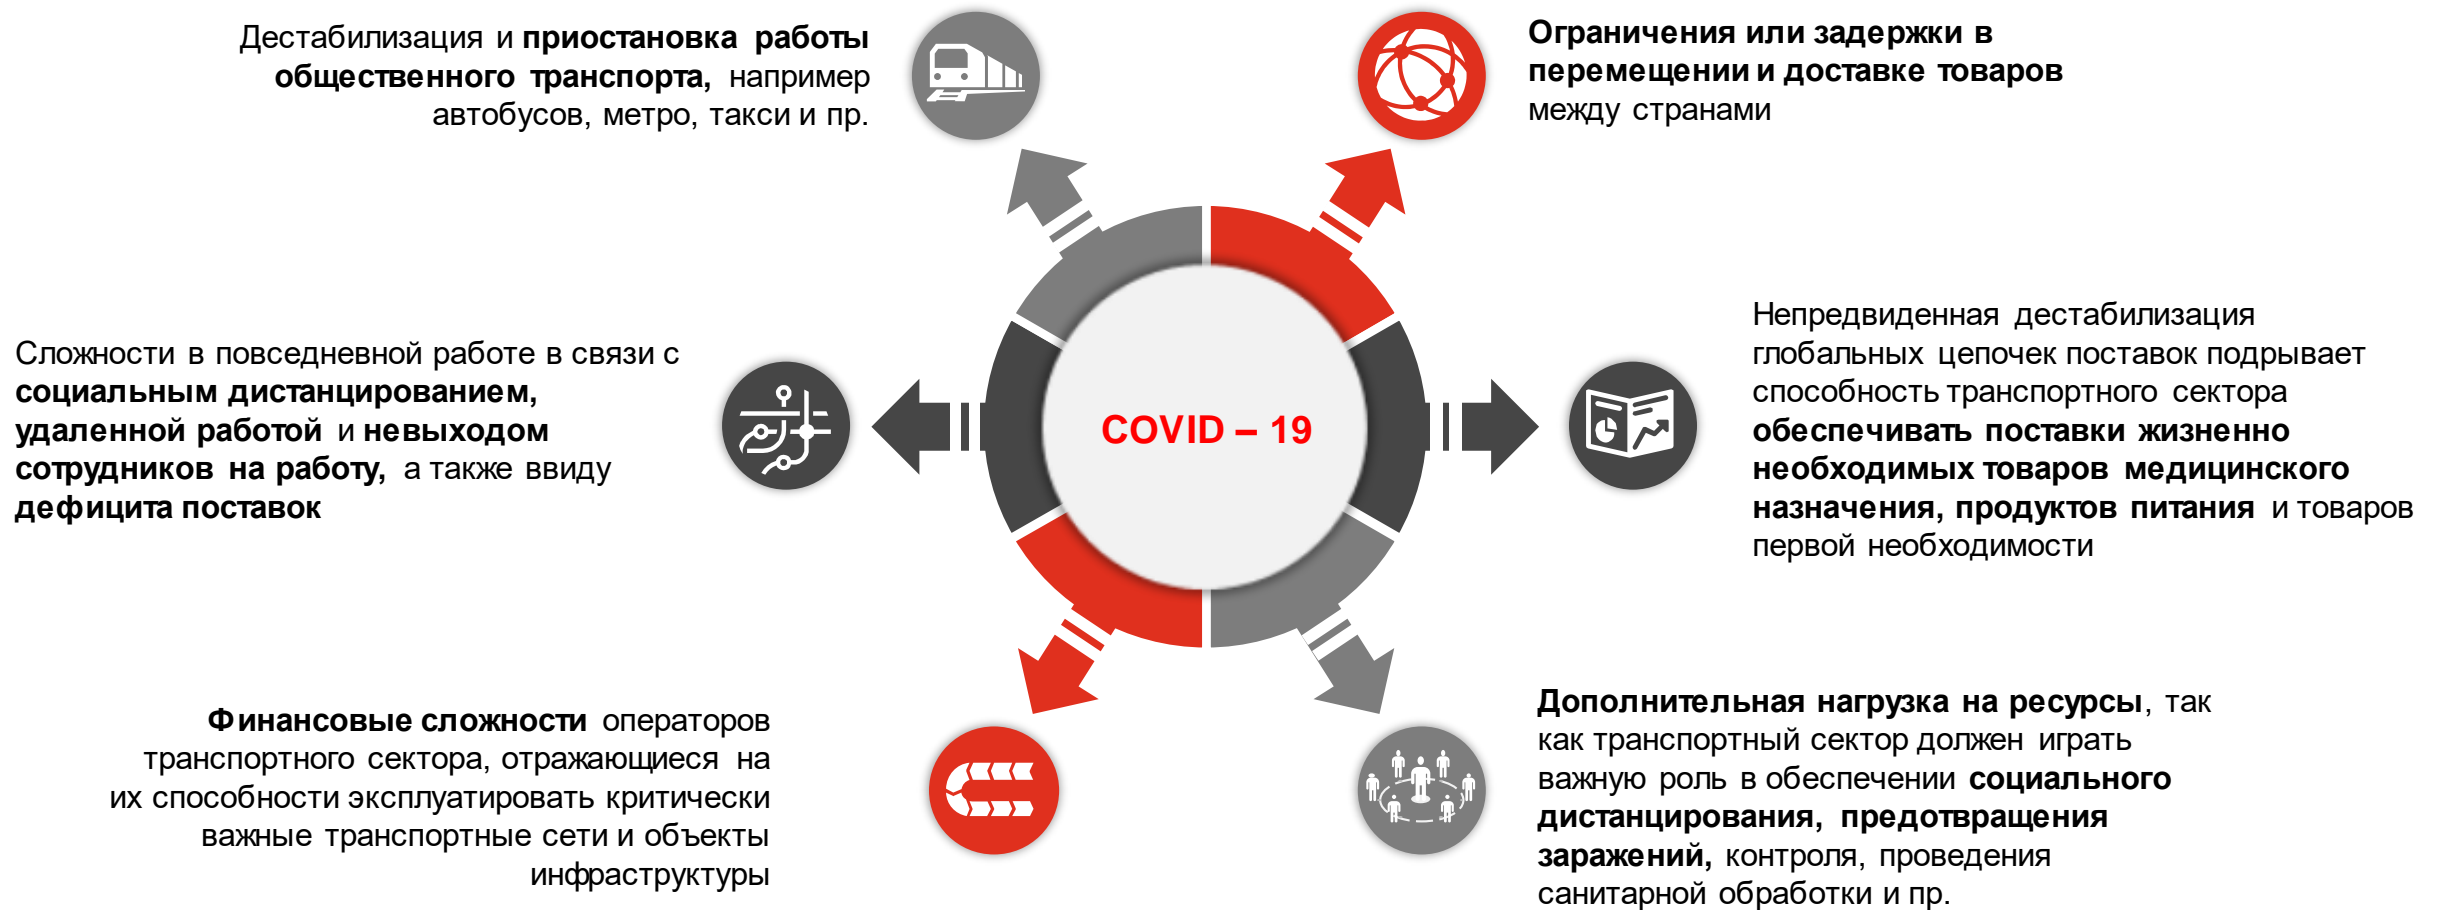 Дестабилизация и приостановка работы
общественного транспорта, например
автобусов, метро, такси и пр.
Ограничения или задержки в
перемещении и доставке товаров
между странами
Сложности в повседневной работе в связи с
социальным дистанцированием,
удаленной работой и невыходом
сотрудников на работу, а также ввиду
дефицита поставок
COVID – 19
Непредвиденная дестабилизация
глобальных цепочек поставок подрывает
способность транспортного сектора
обеспечивать поставки жизненно
необходимых товаров медицинского
назначения, продуктов питания и товаров
первой необходимости
Финансовые сложности операторов
транспортного сектора, отражающиеся на
их способности эксплуатировать критически
важные транспортные сети и объекты
инфраструктуры
Дополнительная нагрузка на ресурсы, так
как транспортный сектор должен играть
важную роль в обеспечении социального
дистанцирования, предотвращения
заражений, контроля, проведения
санитарной обработки и пр.